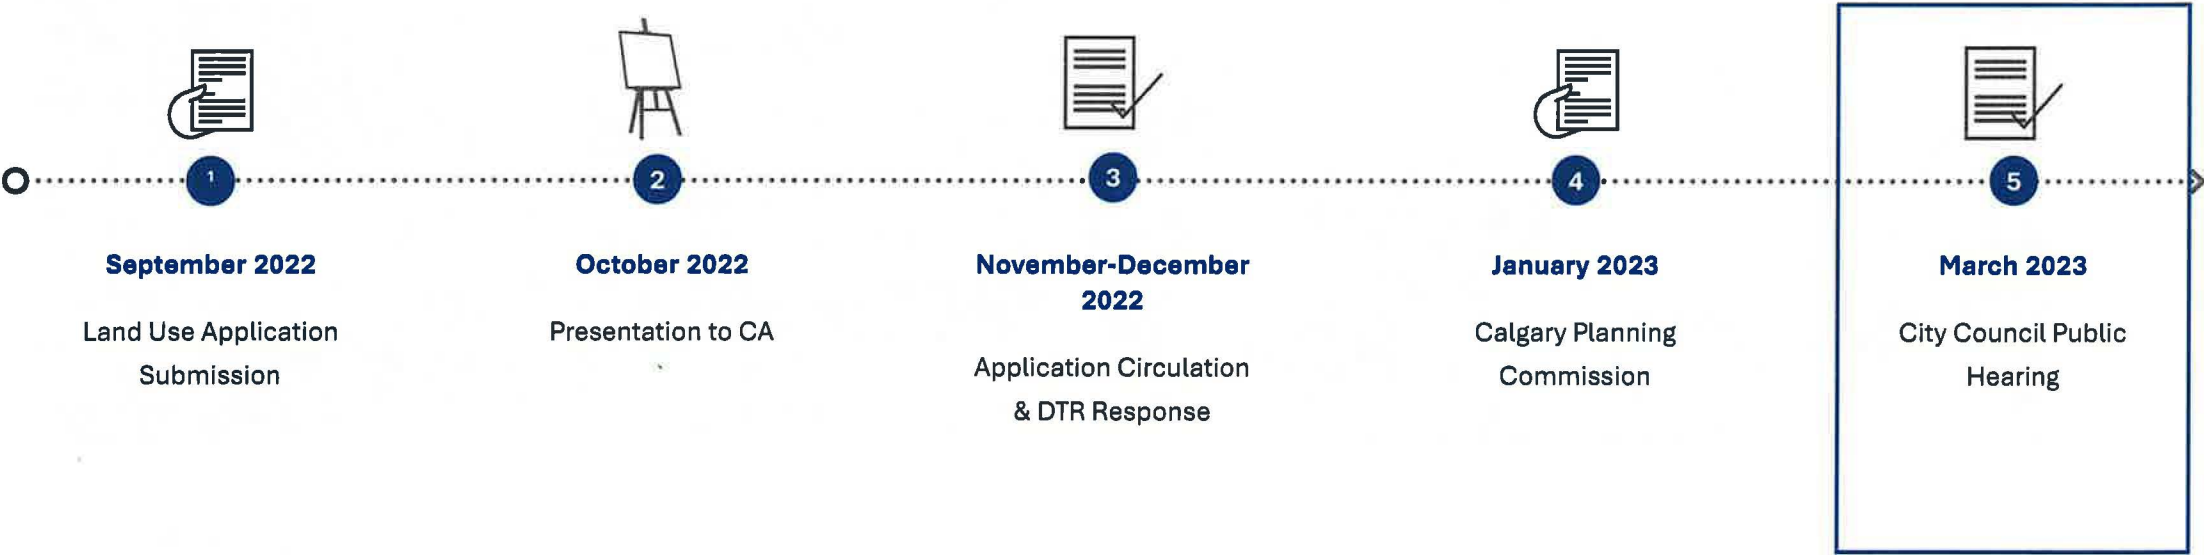 1
September 2022
Land Use Application
Submission
2
October 2022
Presentation to CA
3
November-December
2022
Application Circulation
& DTR Response
4
January 2023
Calgary Planning
Commission
5
March 2023
City Council Public
Hearing